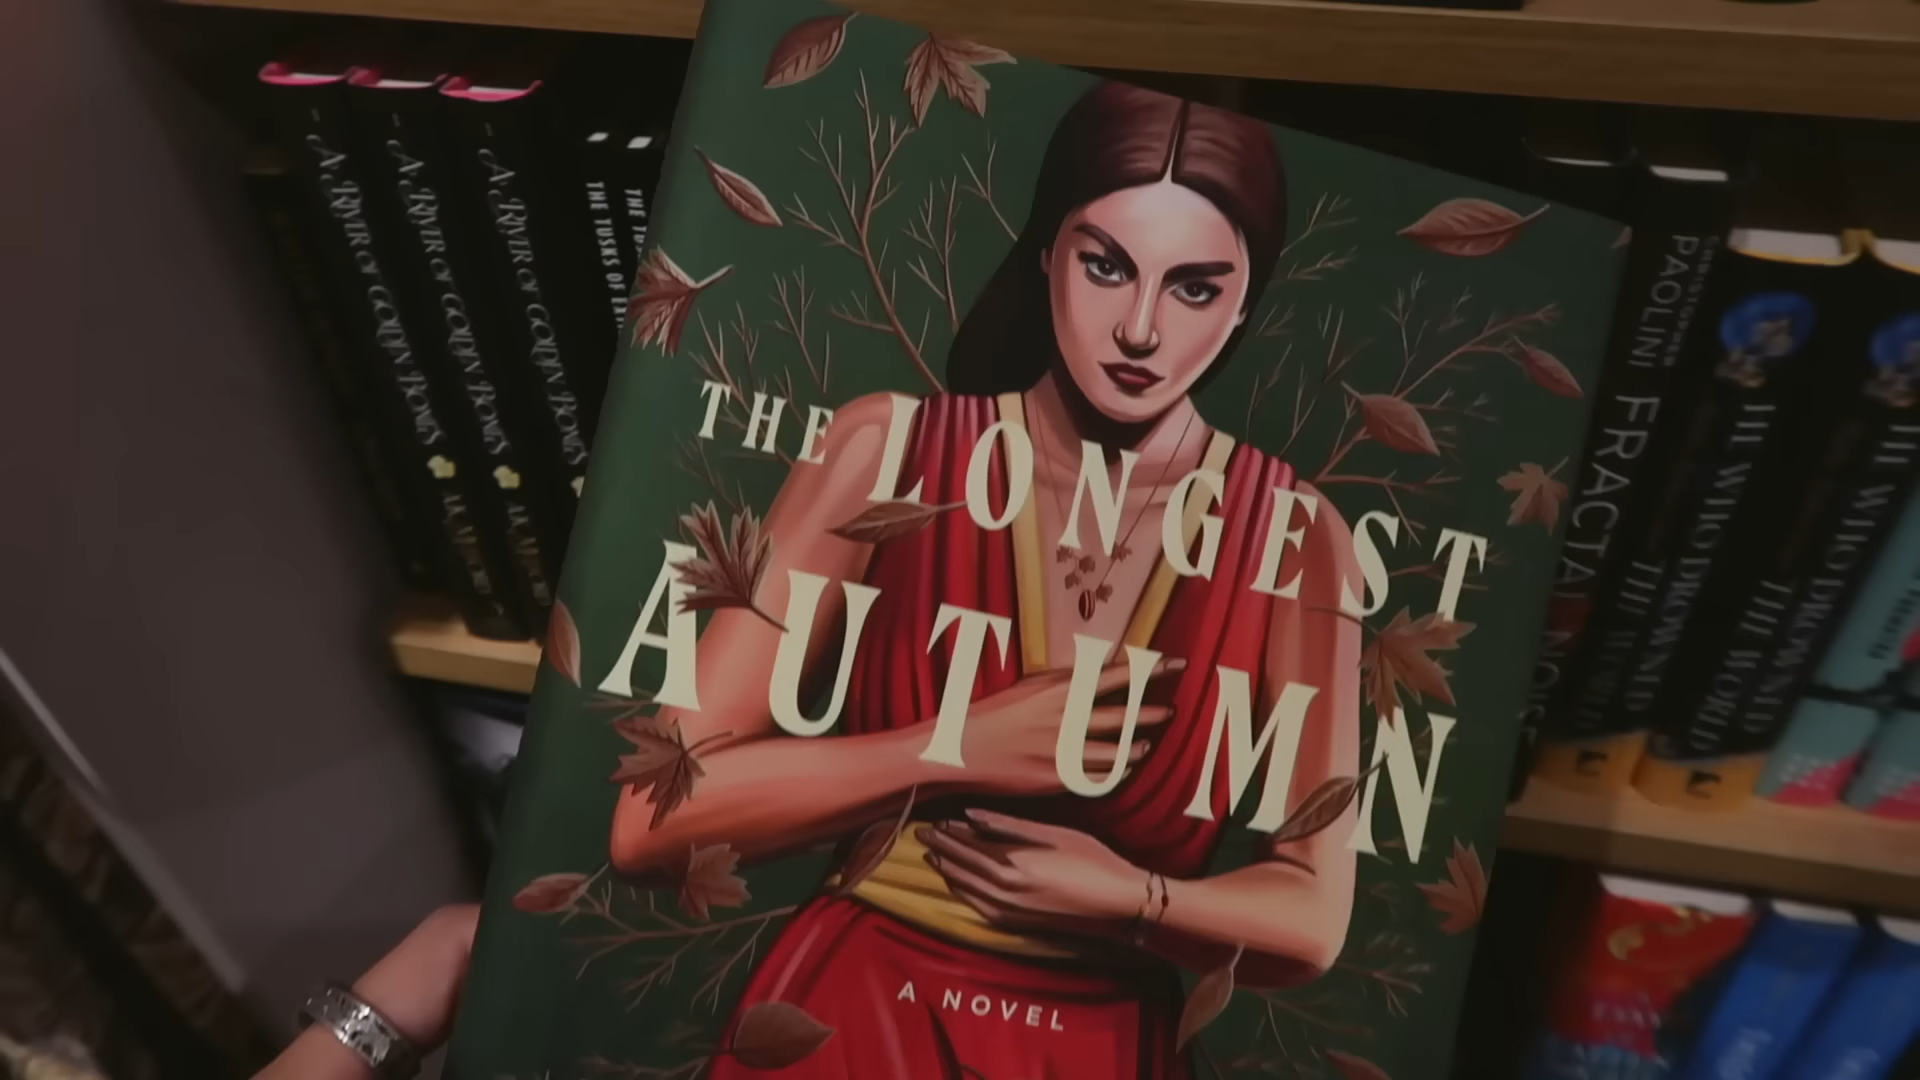 A RIVER OF GOLDEN BONES
A RIVER OF GOLDEN BONES
A RIVER OF GOLDEN BONES
THE TUSKS OF
THE
THE LONGEST
AUTUMN
A NOVEL
CHRISTOPHER
PAOLINI
FRACTAL NOISE
WHO DROWNED
THE WORLD
WHO DROWNED
THE WORLD